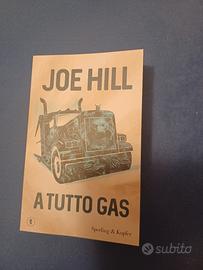 JOE HILL
A TUTTO GAS
Sperling & Kupfer
subito